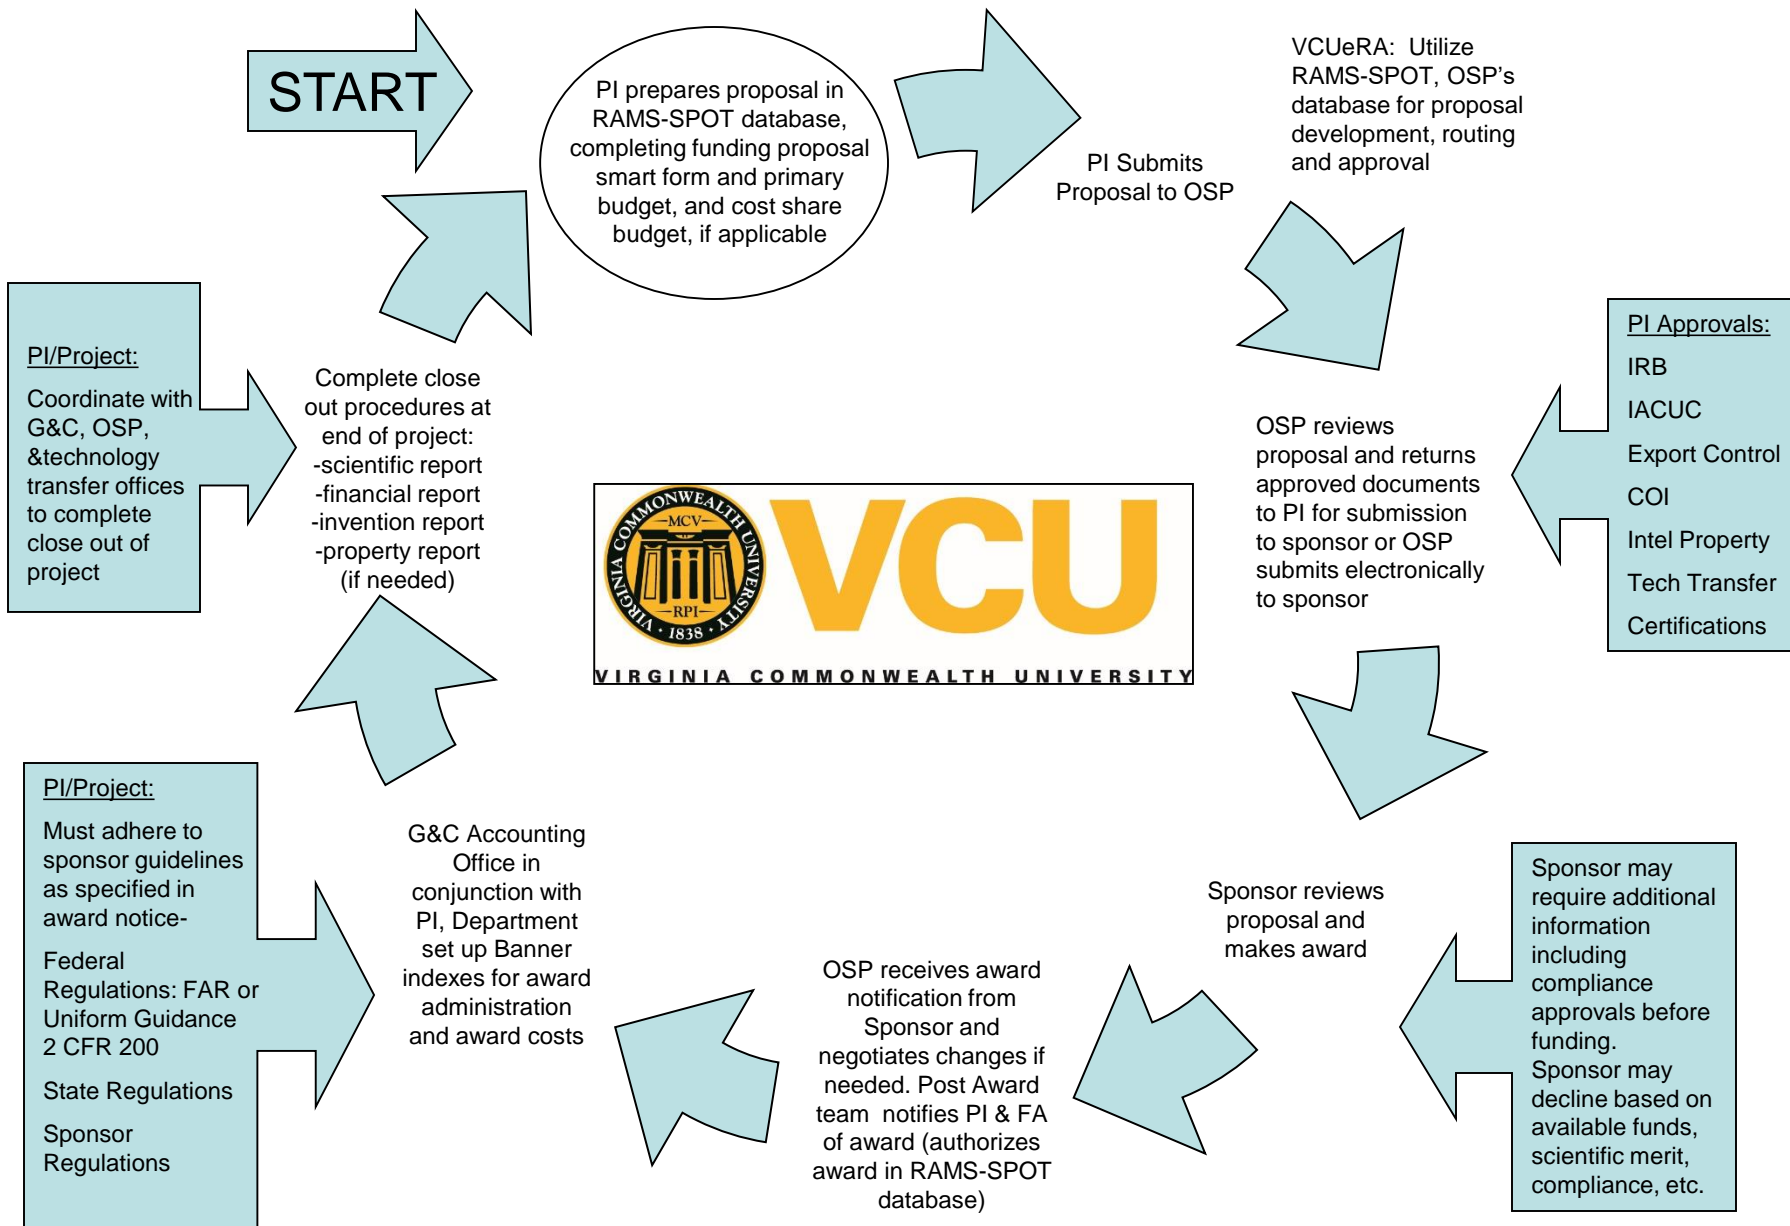 START
PI prepares proposal in
RAMS-SPOT database,
completing funding proposal
smart form and primary
budget, and cost share
budget, if applicable
PI Submits
Proposal to OSP
VCUeRA:  Utilize
RAMS-SPOT, OSP's
database for proposal
development, routing
and approval
PI Approvals:
IRB
IACUC
Export Control
COI
Intel Property
Tech Transfer
Certifications
OSP reviews
proposal and returns
approved documents
to PI for submission
to sponsor or OSP
submits electronically
to sponsor
Sponsor may
require additional
information
including
compliance
approvals before
funding.
Sponsor may
decline based on
available funds,
scientific merit,
compliance, etc.
Sponsor reviews
proposal and
makes award
OSP receives award
notification from
Sponsor and
negotiates changes if
needed. Post Award
team  notifies PI & FA
of award (authorizes
award in RAMS-SPOT
database)
G&C Accounting
Office in
conjunction with
PI, Department
set up Banner
indexes for award
administration
and award costs
PI/Project:
Must adhere to
sponsor guidelines
as specified in
award notice-
Federal
Regulations: FAR or
Uniform Guidance
2 CFR 200
State Regulations
Sponsor
Regulations
Complete close
out procedures at
end of project:
-scientific report
-financial report
-invention report
-property report
(if needed)
PI/Project:
Coordinate with
G&C, OSP,
&technology
transfer offices
to complete
close out of
project
VIRGINIA COMMONWEALTH UNIVERSITY
MCV
RPI
· 1838 ·
VCU
VIRGINIA COMMONWEALTH UNIVERSITY